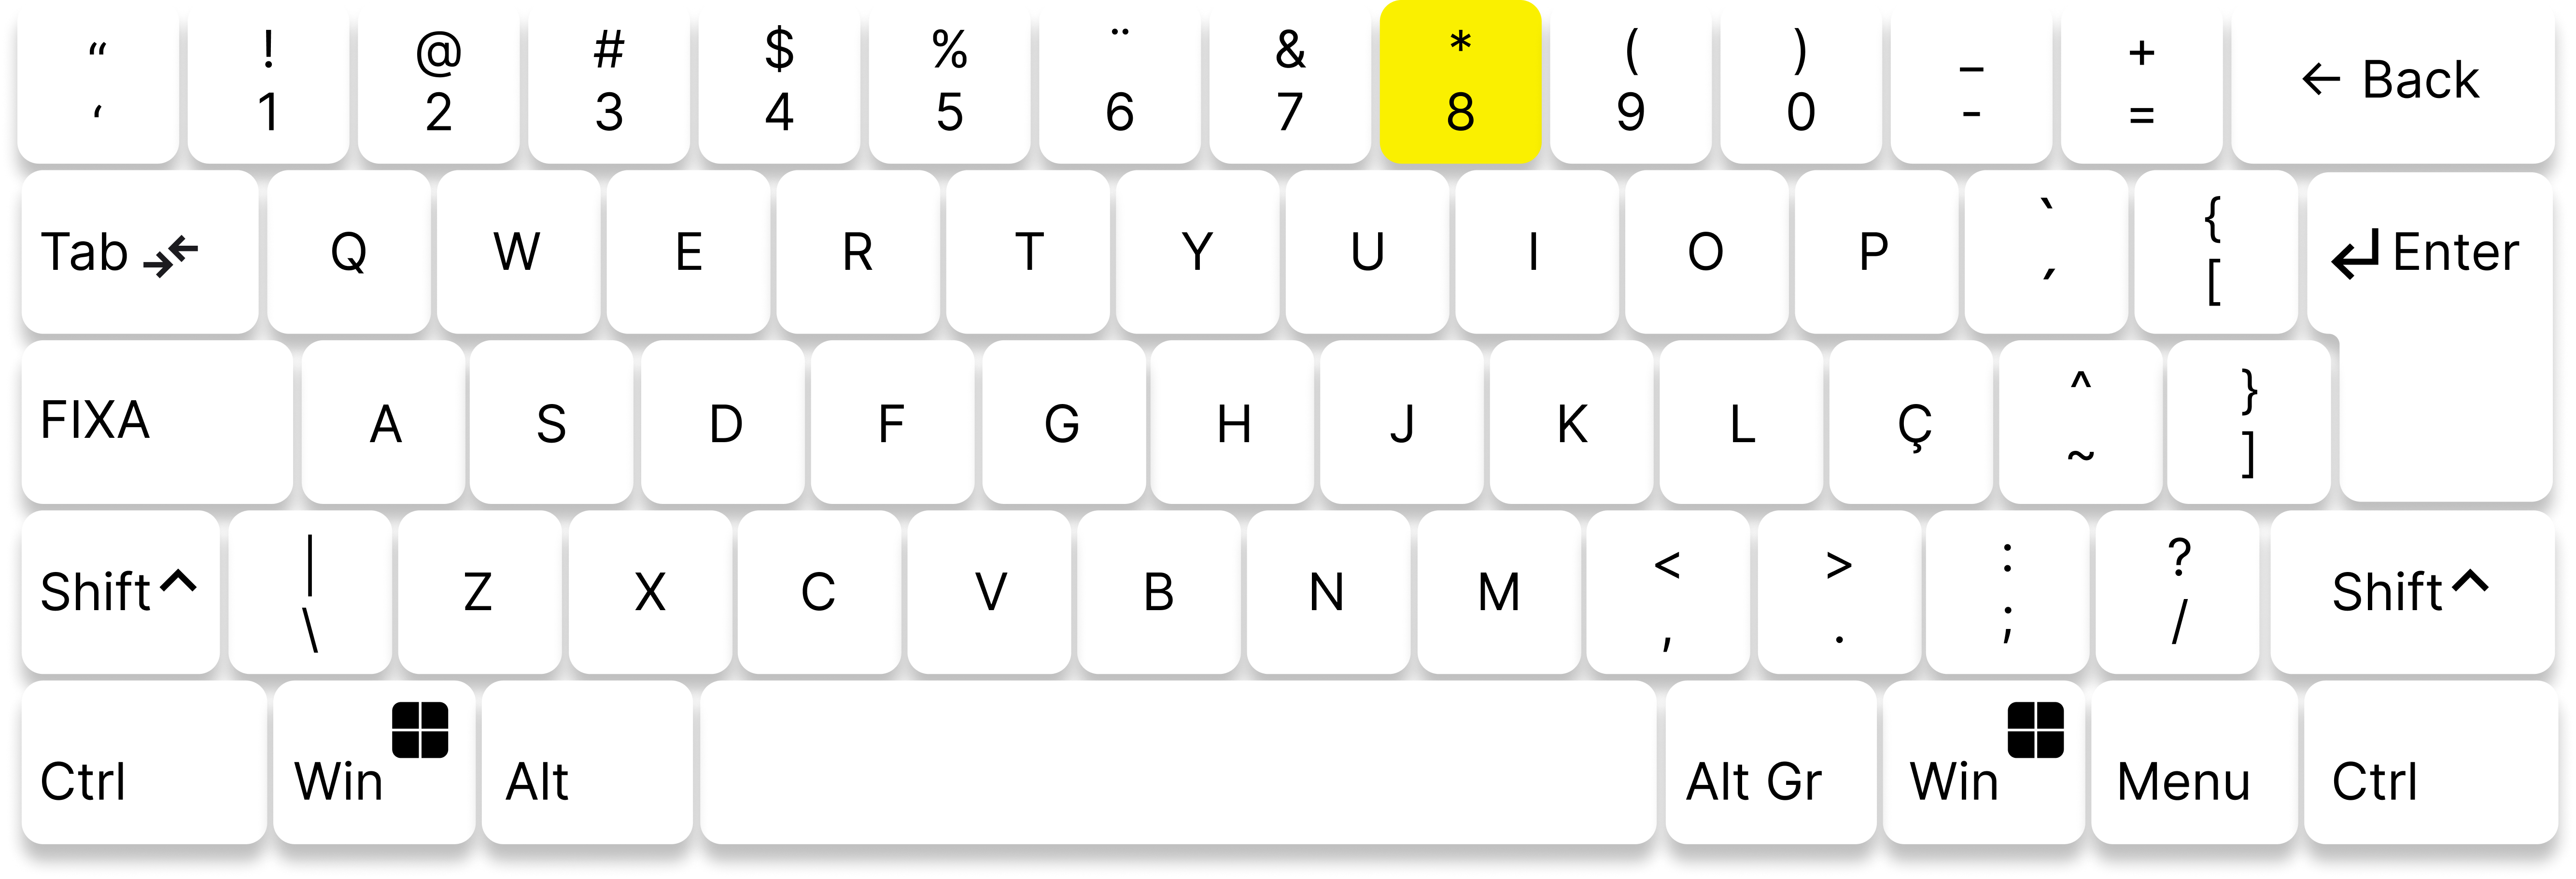 “ ! @ # $ % ¨ & * ( ) _ + ← Back
‘ 1 2 3 4 5 6 7 8 9 0 - =
Tab Q W E R T Y U I O P ` { Enter
´ [
FIXA A S D F G H J K L Ç ^ }
~ ]
Shift | Z X C V B N M < > : ? Shift
\ , . ; /
Ctrl Win Alt Alt Gr Win Menu Ctrl